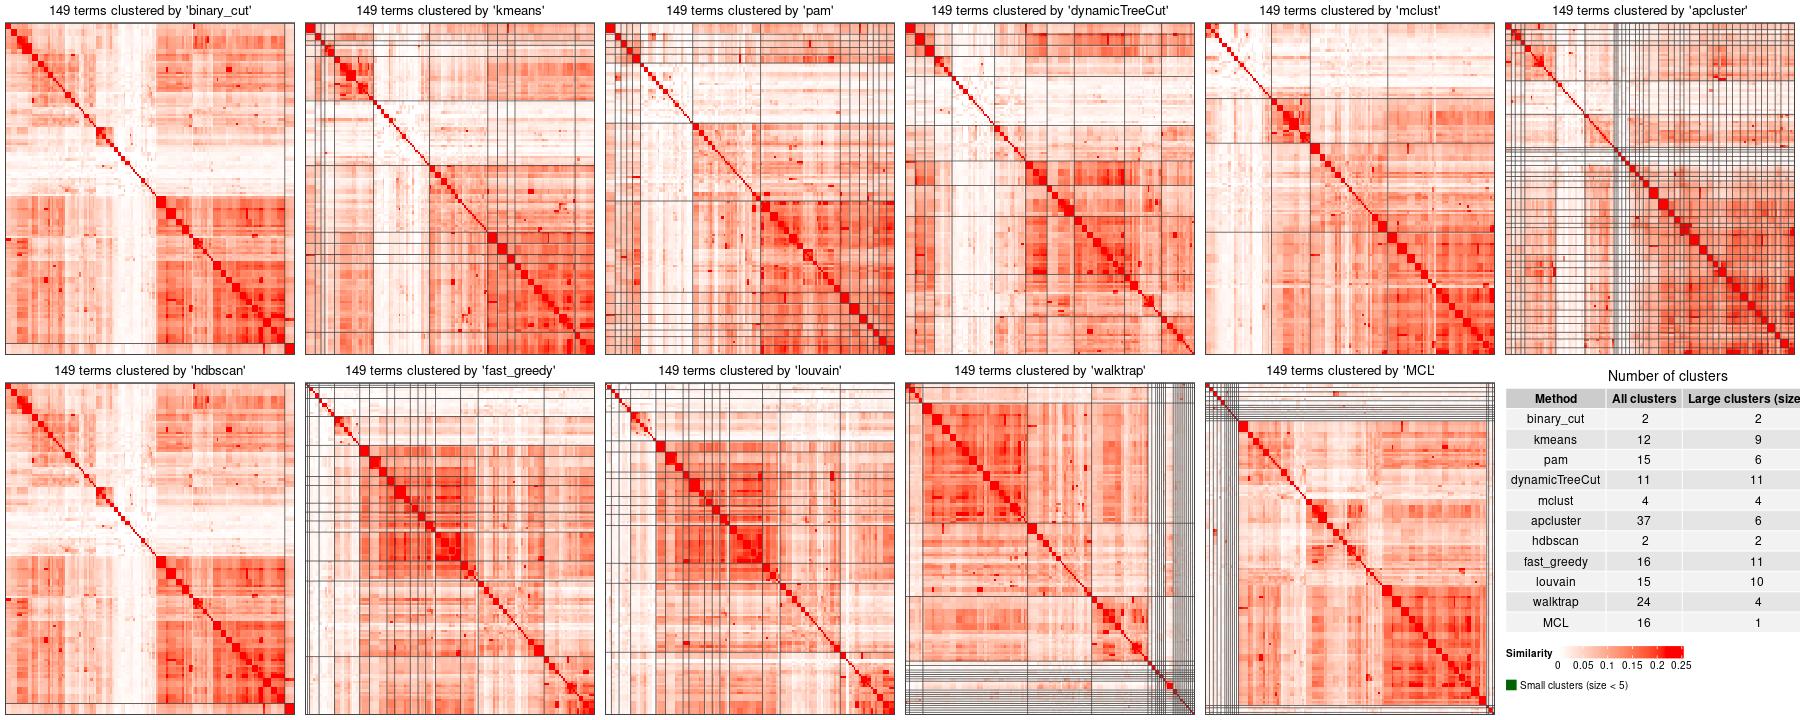 149 terms clustered by 'binary_cut'
149 terms clustered by 'kmeans'
149 terms clustered by 'pam'
149 terms clustered by 'dynamicTreeCut'
149 terms clustered by 'mclust'
149 terms clustered by 'apcluster'
149 terms clustered by 'hdbscan'
149 terms clustered by 'fast_greedy'
149 terms clustered by 'louvain'
149 terms clustered by 'walktrap'
149 terms clustered by 'MCL'
Number of clusters
Method All clusters Large clusters (size
binary_cut 2 2
kmeans 12 9
pam 15 6
dynamicTreeCut 11 11
mclust 4 4
apcluster 37 6
hdbscan 2 2
fast_greedy 16 11
louvain 15 10
walktrap 24 4
MCL 16 1
Similarity
0 0.05 0.1 0.15 0.2 0.25
Small clusters (size < 5)